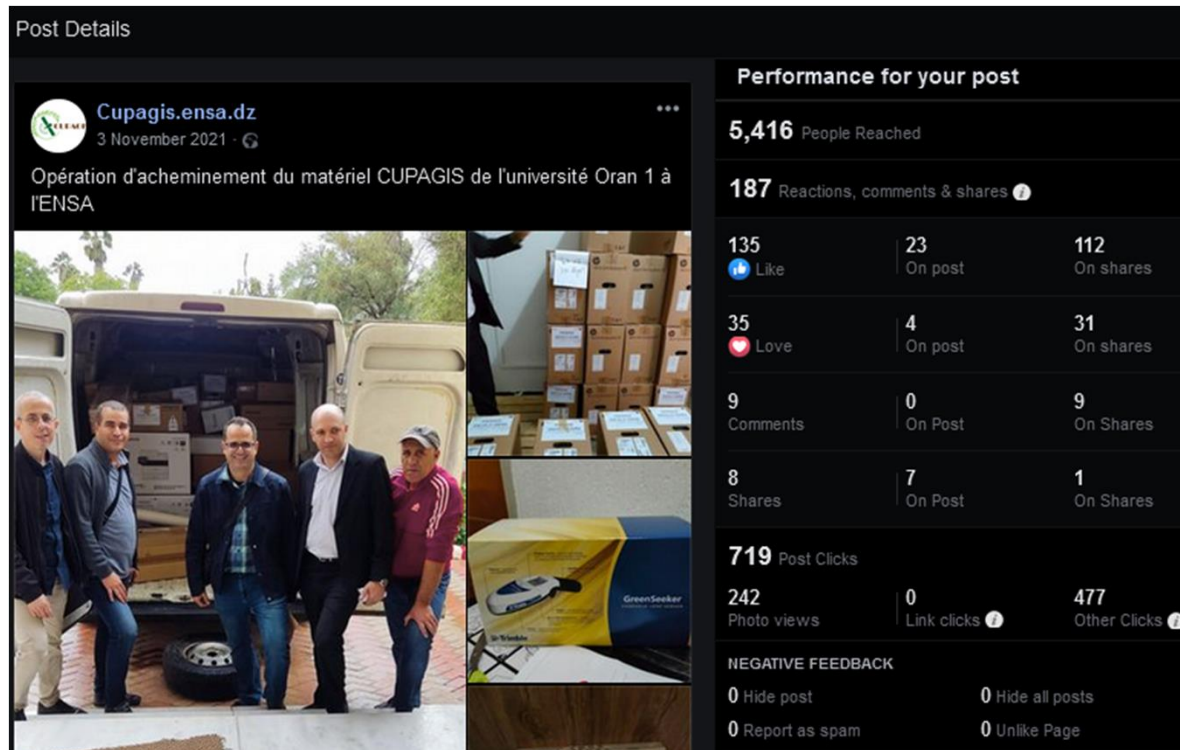 Post Details
Cupagis.ensa.dz
3 November 2021 ·
Opération d'acheminement du matériel CUPAGIS de l'université Oran 1 à
l'ENSA
GreenSeeker
Trimble
Performance for your post
5,416 People Reached
187 Reactions, comments & shares
135 23 112
Like On post On shares
35 4 31
Love On post On shares
9 0 9
Comments On Post On Shares
8 7 1
Shares On Post On Shares
719 Post Clicks
242 0 477
Photo views Link clicks Other Clicks
NEGATIVE FEEDBACK
0 Hide post 0 Hide all posts
0 Report as spam 0 Unlike Page